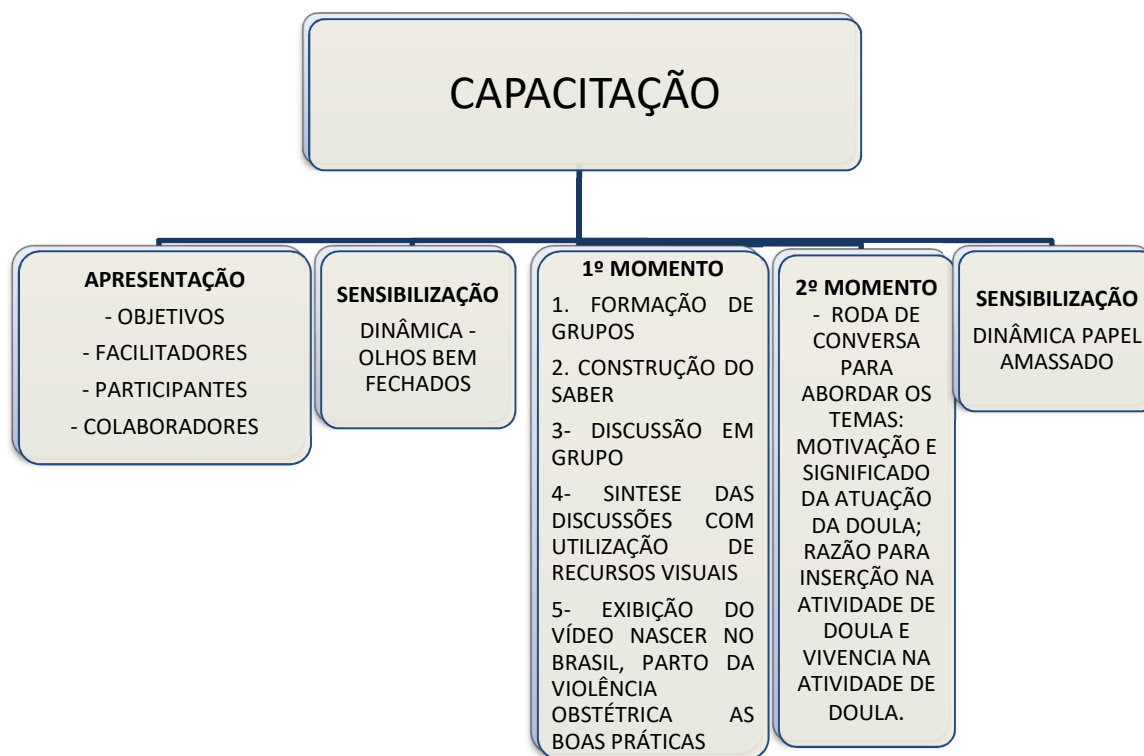 CAPACITAÇÃO
APRESENTAÇÃO
- OBJETIVOS
- FACILITADORES
- PARTICIPANTES
- COLABORADORES
SENSIBILIZAÇÃO
DINÂMICA -
OLHOS BEM
FECHADOS
1º MOMENTO
1. FORMAÇÃO DE
GRUPOS
2. CONSTRUÇÃO DO
SABER
3- DISCUSSÃO EM
GRUPO
4- SINTESE DAS
DISCUSSÕES COM
UTILIZAÇÃO DE
RECURSOS VISUAIS
5- EXIBIÇÃO DO
VÍDEO NASCER NO
BRASIL, PARTO DA
VIOLÊNCIA
OBSTÉTRICA AS
BOAS PRÁTICAS
2º MOMENTO
- RODA DE
CONVERSA
PARA
ABORDAR OS
TEMAS:
MOTIVAÇÃO E
SIGNIFICADO
DA ATUAÇÃO
DA DOULA;
RAZÃO PARA
INSERÇÃO NA
ATIVIDADE DE
DOULA E
VIVENCIA NA
ATIVIDADE DE
DOULA.
SENSIBILIZAÇÃO
DINÂMICA PAPEL
AMASSADO